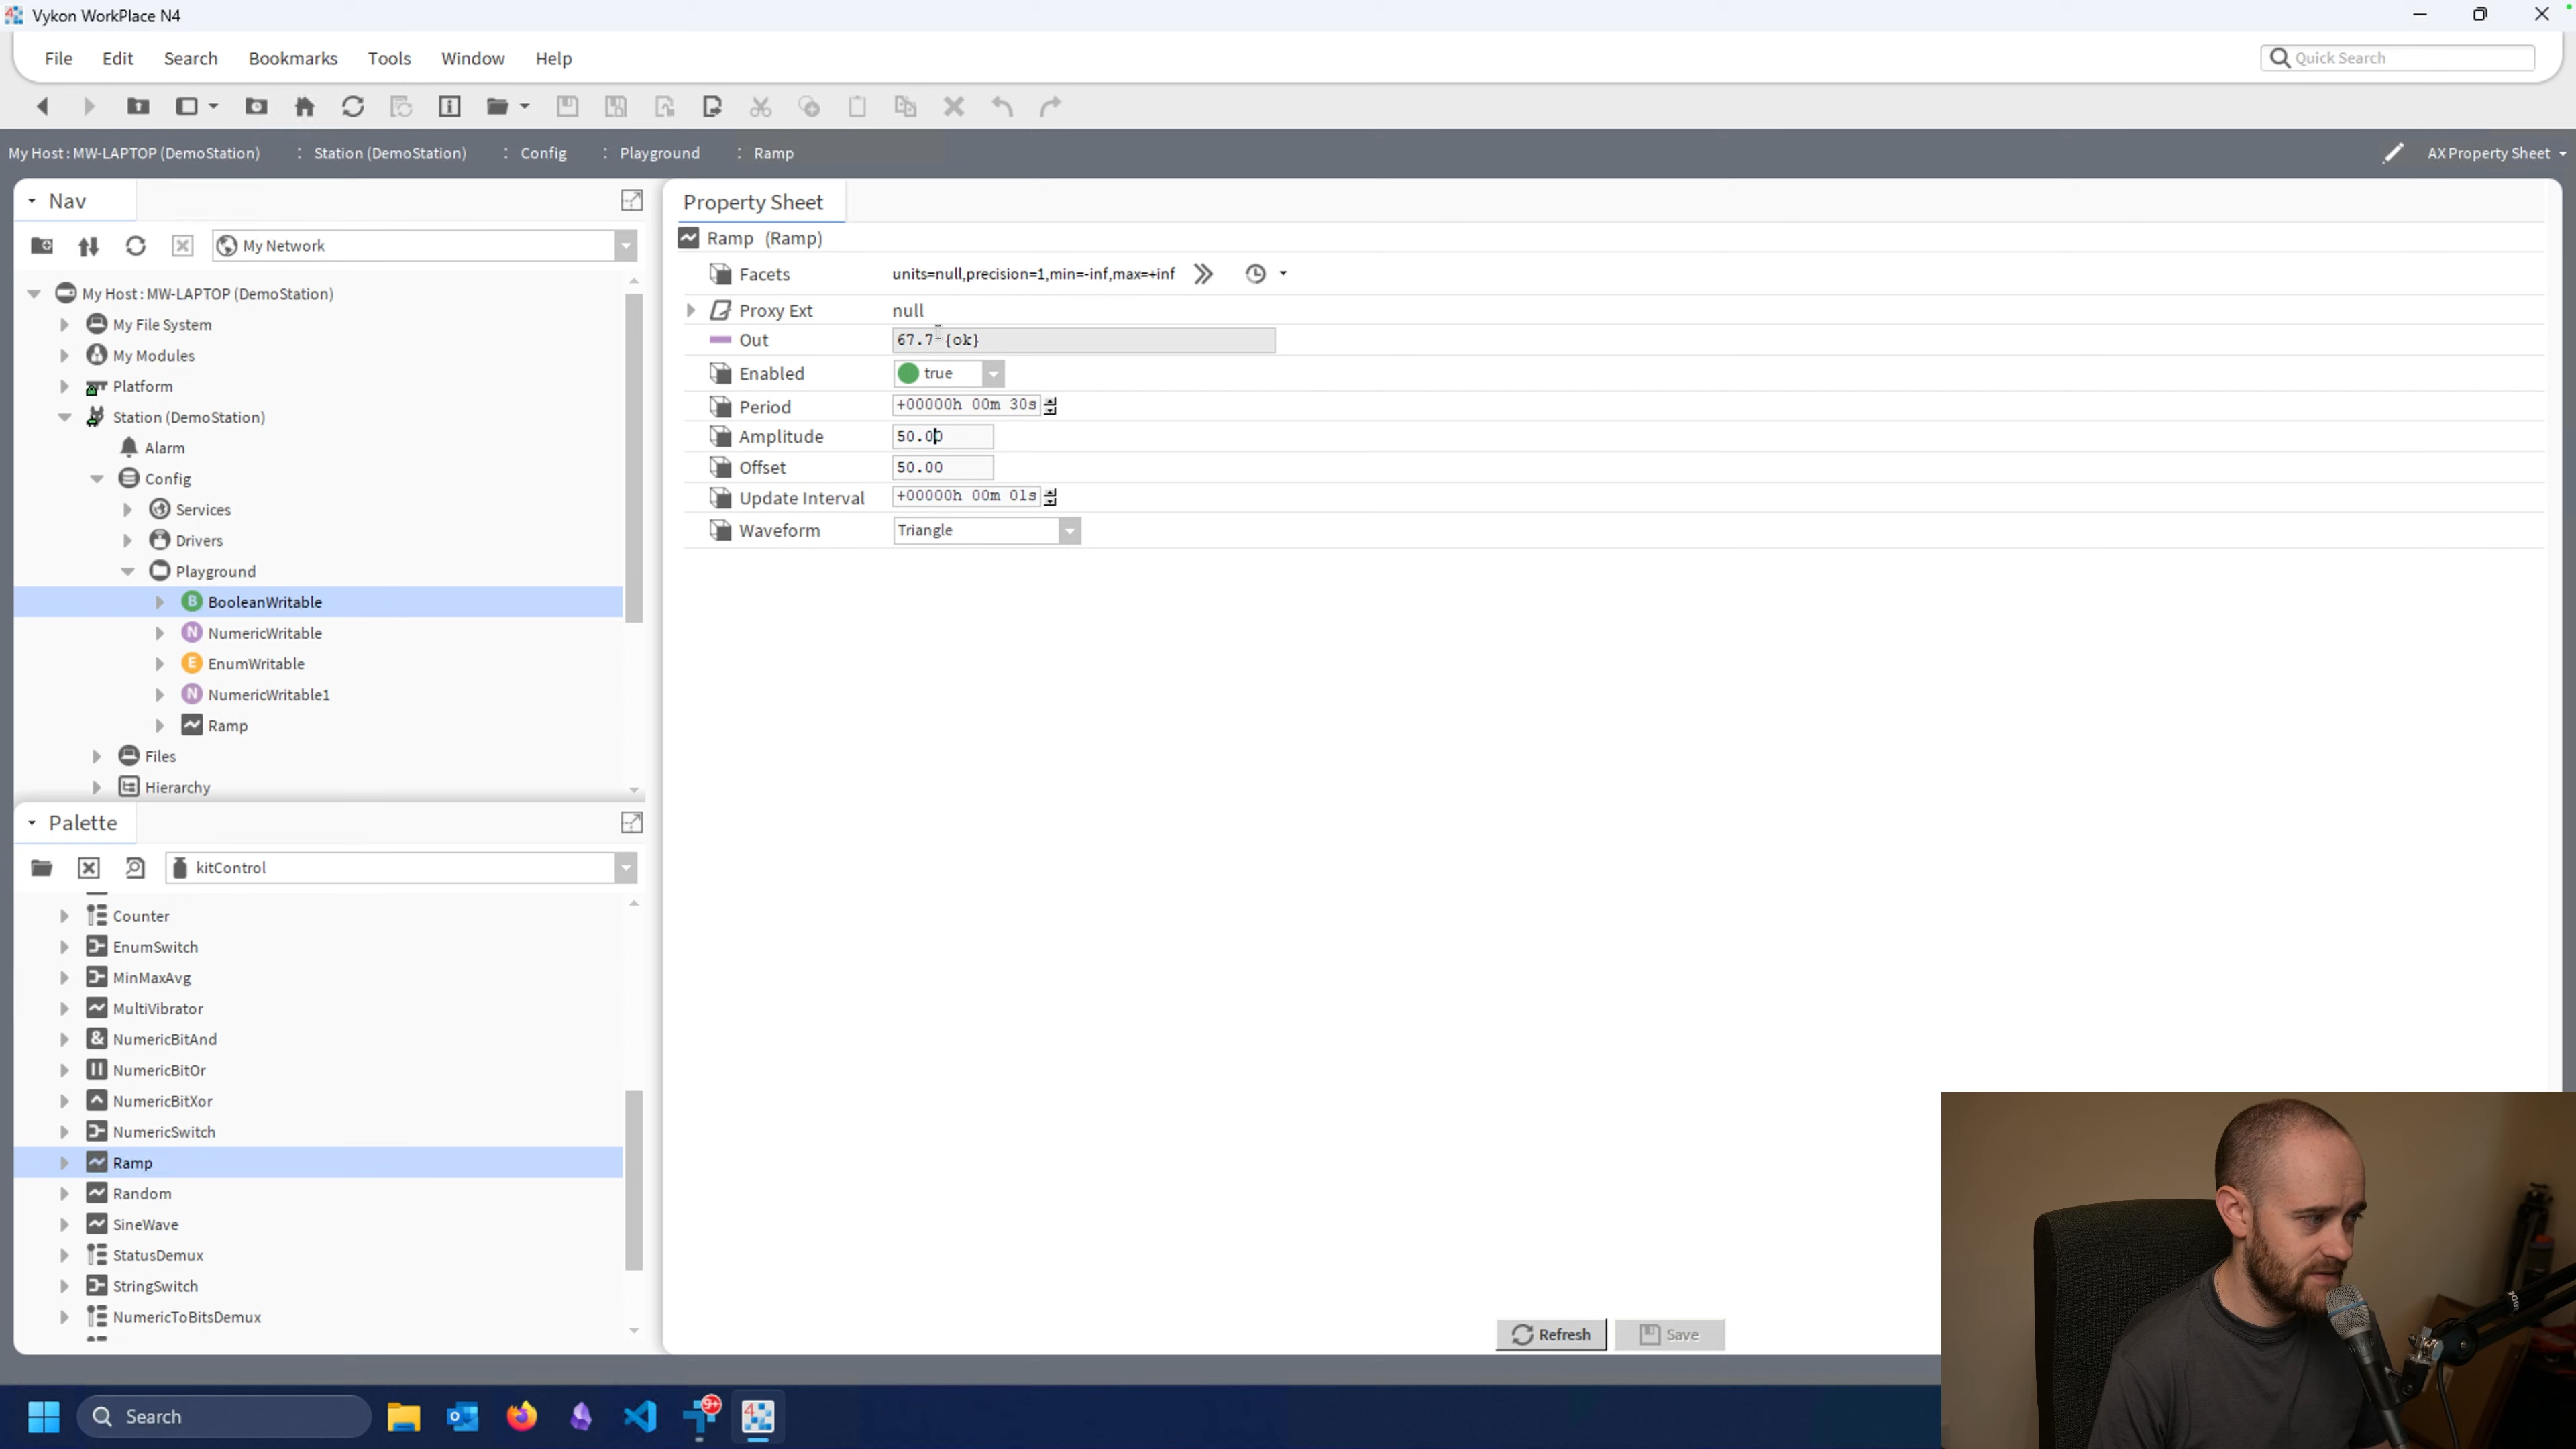 Vykon WorkPlace N4
File Edit Search Bookmarks Tools Window Help
Quick Search
My Host : MW-LAPTOP (DemoStation) : Station (DemoStation) : Config : Playground : Ramp
AX Property Sheet
Nav
My Network
My Host : MW-LAPTOP (DemoStation)
My File System
My Modules
Platform
Station (DemoStation)
Alarm
Config
Services
Drivers
Playground
BooleanWritable
NumericWritable
EnumWritable
NumericWritable1
Ramp
Files
Hierarchy
Palette
kitControl
Counter
EnumSwitch
MinMaxAvg
MultiVibrator
NumericBitAnd
NumericBitOr
NumericBitXor
NumericSwitch
Ramp
Random
SineWave
StatusDemux
StringSwitch
NumericToBitsDemux
Property Sheet
Ramp (Ramp)
Facets units=null,precision=1,min=-inf,max=+inf
Proxy Ext null
Out 67.7 {ok}
Enabled true
Period +00000h 00m 30s
Amplitude 50.00
Offset 50.00
Update Interval +00000h 00m 01s
Waveform Triangle
Refresh Save
Search
9+
4